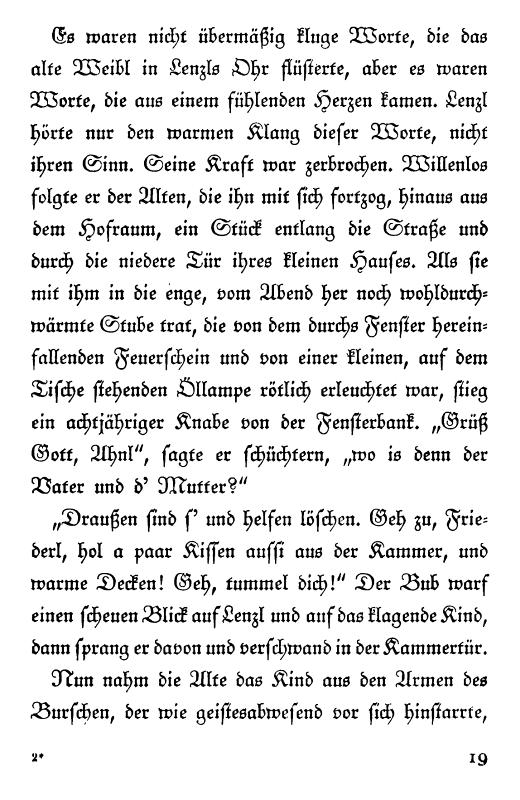 Es waren nicht übermäßig kluge Worte, die das
alte Weibl in Lenzls Ohr flüsterte, aber es waren
Worte, die aus einem fühlenden Herzen kamen. Lenzl
hörte nur den warmen Klang dieser Worte, nicht
ihren Sinn. Seine Kraft war zerbrochen. Willenlos
folgte er der Alten, die ihn mit sich fortzog, hinaus aus
dem Hofraum, ein Stück entlang die Straße und
durch die niedere Tür ihres kleinen Hauses. Als sie
mit ihm in die enge, vom Abend her noch wohldurch-
wärmte Stube trat, die von dem durchs Fenster herein-
fallenden Feuerschein und von einer kleinen, auf dem
Tische stehenden Öllampe rötlich erleuchtet war, stieg
ein achtjähriger Knabe von der Fensterbank. „Grüß
Gott, Ahnl“, sagte er schüchtern, „wo is denn der
Vater und d’ Mutter?“
„Draußen sind s’ und helfen löschen. Geh zu, Frie-
derl, hol a paar Kissen aussi aus der Kammer, und
warme Decken! Geh, tummel dich!“ Der Bub warf
einen scheuen Blick auf Lenzl und auf das klagende Kind,
dann sprang er davon und verschwand in der Kammertür.
Nun nahm die Alte das Kind aus den Armen des
Burschen, der wie geistesabwesend vor sich hinstarrte,
2* 19